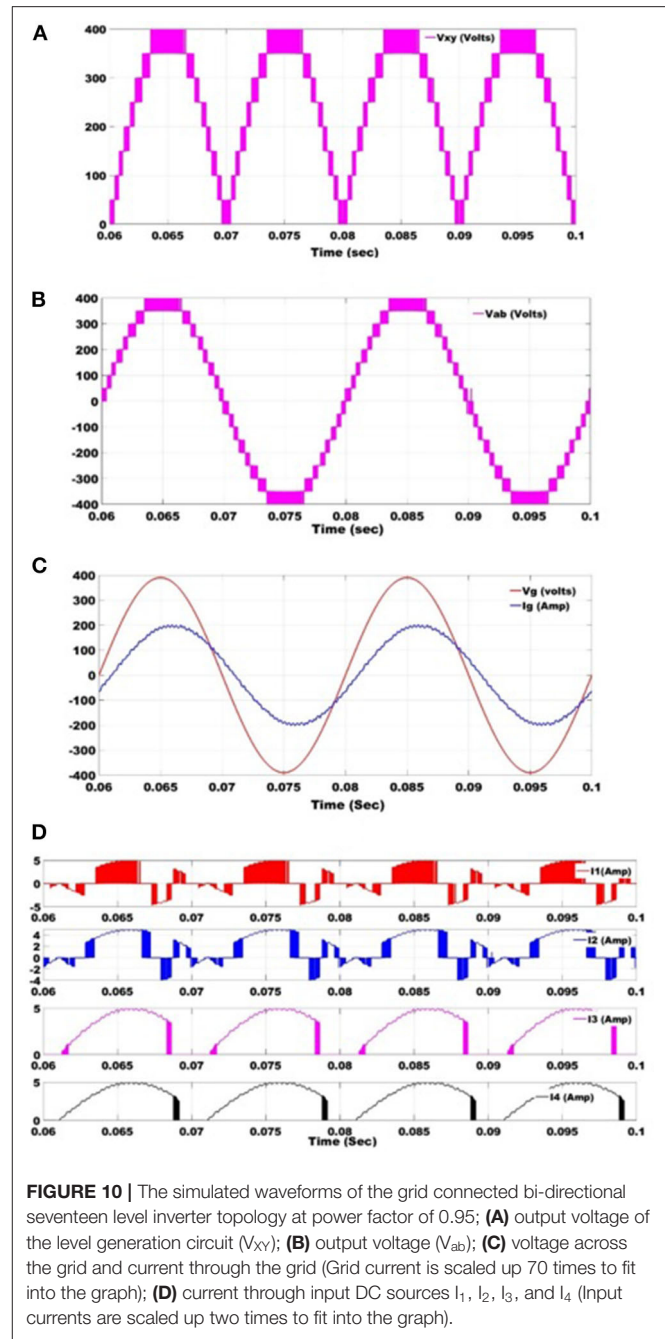 A
Vxy (Volts)
400
300
200
100
0
0.06 0.065 0.07 0.075 0.08 0.085 0.09 0.095 0.1
Time (sec)
B
Vab (Volts)
400
300
200
100
0
-100
-200
-300
-400
0.06 0.065 0.07 0.075 0.08 0.085 0.09 0.095 0.1
Time (sec)
C
Vg (volts)
Ig (Amp)
400
300
200
100
0
-100
-200
-300
-400
0.06 0.065 0.07 0.075 0.08 0.085 0.09 0.095 0.1
Time (Sec)
D
5
0
-5
I1(Amp)
0.06 0.065 0.07 0.075 0.08 0.085 0.09 0.095 0.1
4
2
0
-2
-4
I2 (Amp)
0.06 0.065 0.07 0.075 0.08 0.085 0.09 0.095 0.1
5
0
I3 (Amp)
0.06 0.065 0.07 0.075 0.08 0.085 0.09 0.095 0.1
5
0
I4 (Amp)
0.06 0.065 0.07 0.075 0.08 0.085 0.09 0.095 0.1
Time (Sec)
FIGURE 10 | The simulated waveforms of the grid connected bi-directional
seventeen level inverter topology at power factor of 0.95; (A) output voltage of
the level generation circuit (VXY); (B) output voltage (Vab); (C) voltage across
the grid and current through the grid (Grid current is scaled up 70 times to fit
into the graph); (D) current through input DC sources I1, I2, I3, and I4 (Input
currents are scaled up two times to fit into the graph).